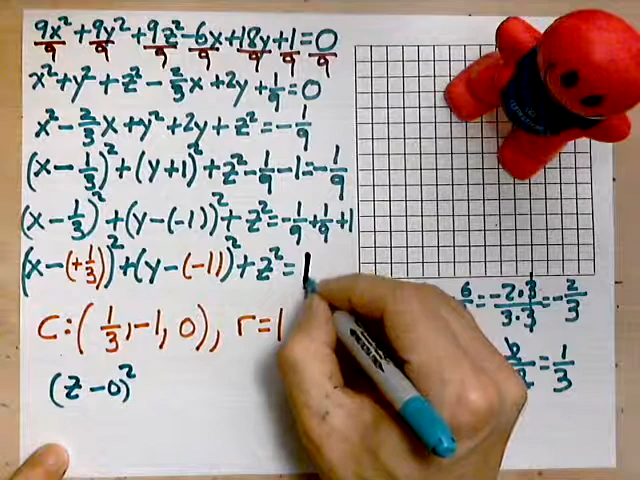 9x²/9 + 9y²/9 + 9z²/9 - 6x/9 + 18y/9 + 1/9 = 0/9
x² + y² + z² - 2/3x + 2y + 1/9 = 0
x² - 2/3x + y² + 2y + z² = -1/9
(x - 1/3)² + (y + 1)² + z² - 1/9 - 1 = -1/9
(x - 1/3)² + (y - (-1))² + z² = -1/9 + 1/9 + 1
(x - (+1/3))² + (y - (-1))² + z² = 1
C: (1/3, -1, 0), r = 1
(z - 0)²
= -2·3/3·3 = -2/3
= 1/3